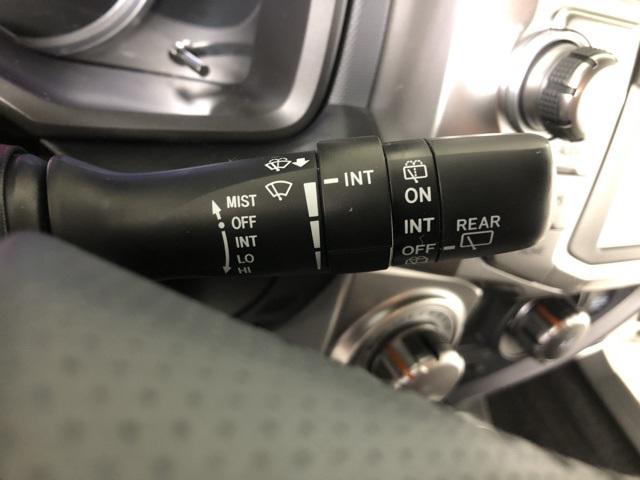 MIST
OFF
INT
LO
HI
INT
ON
INT
OFF
REAR